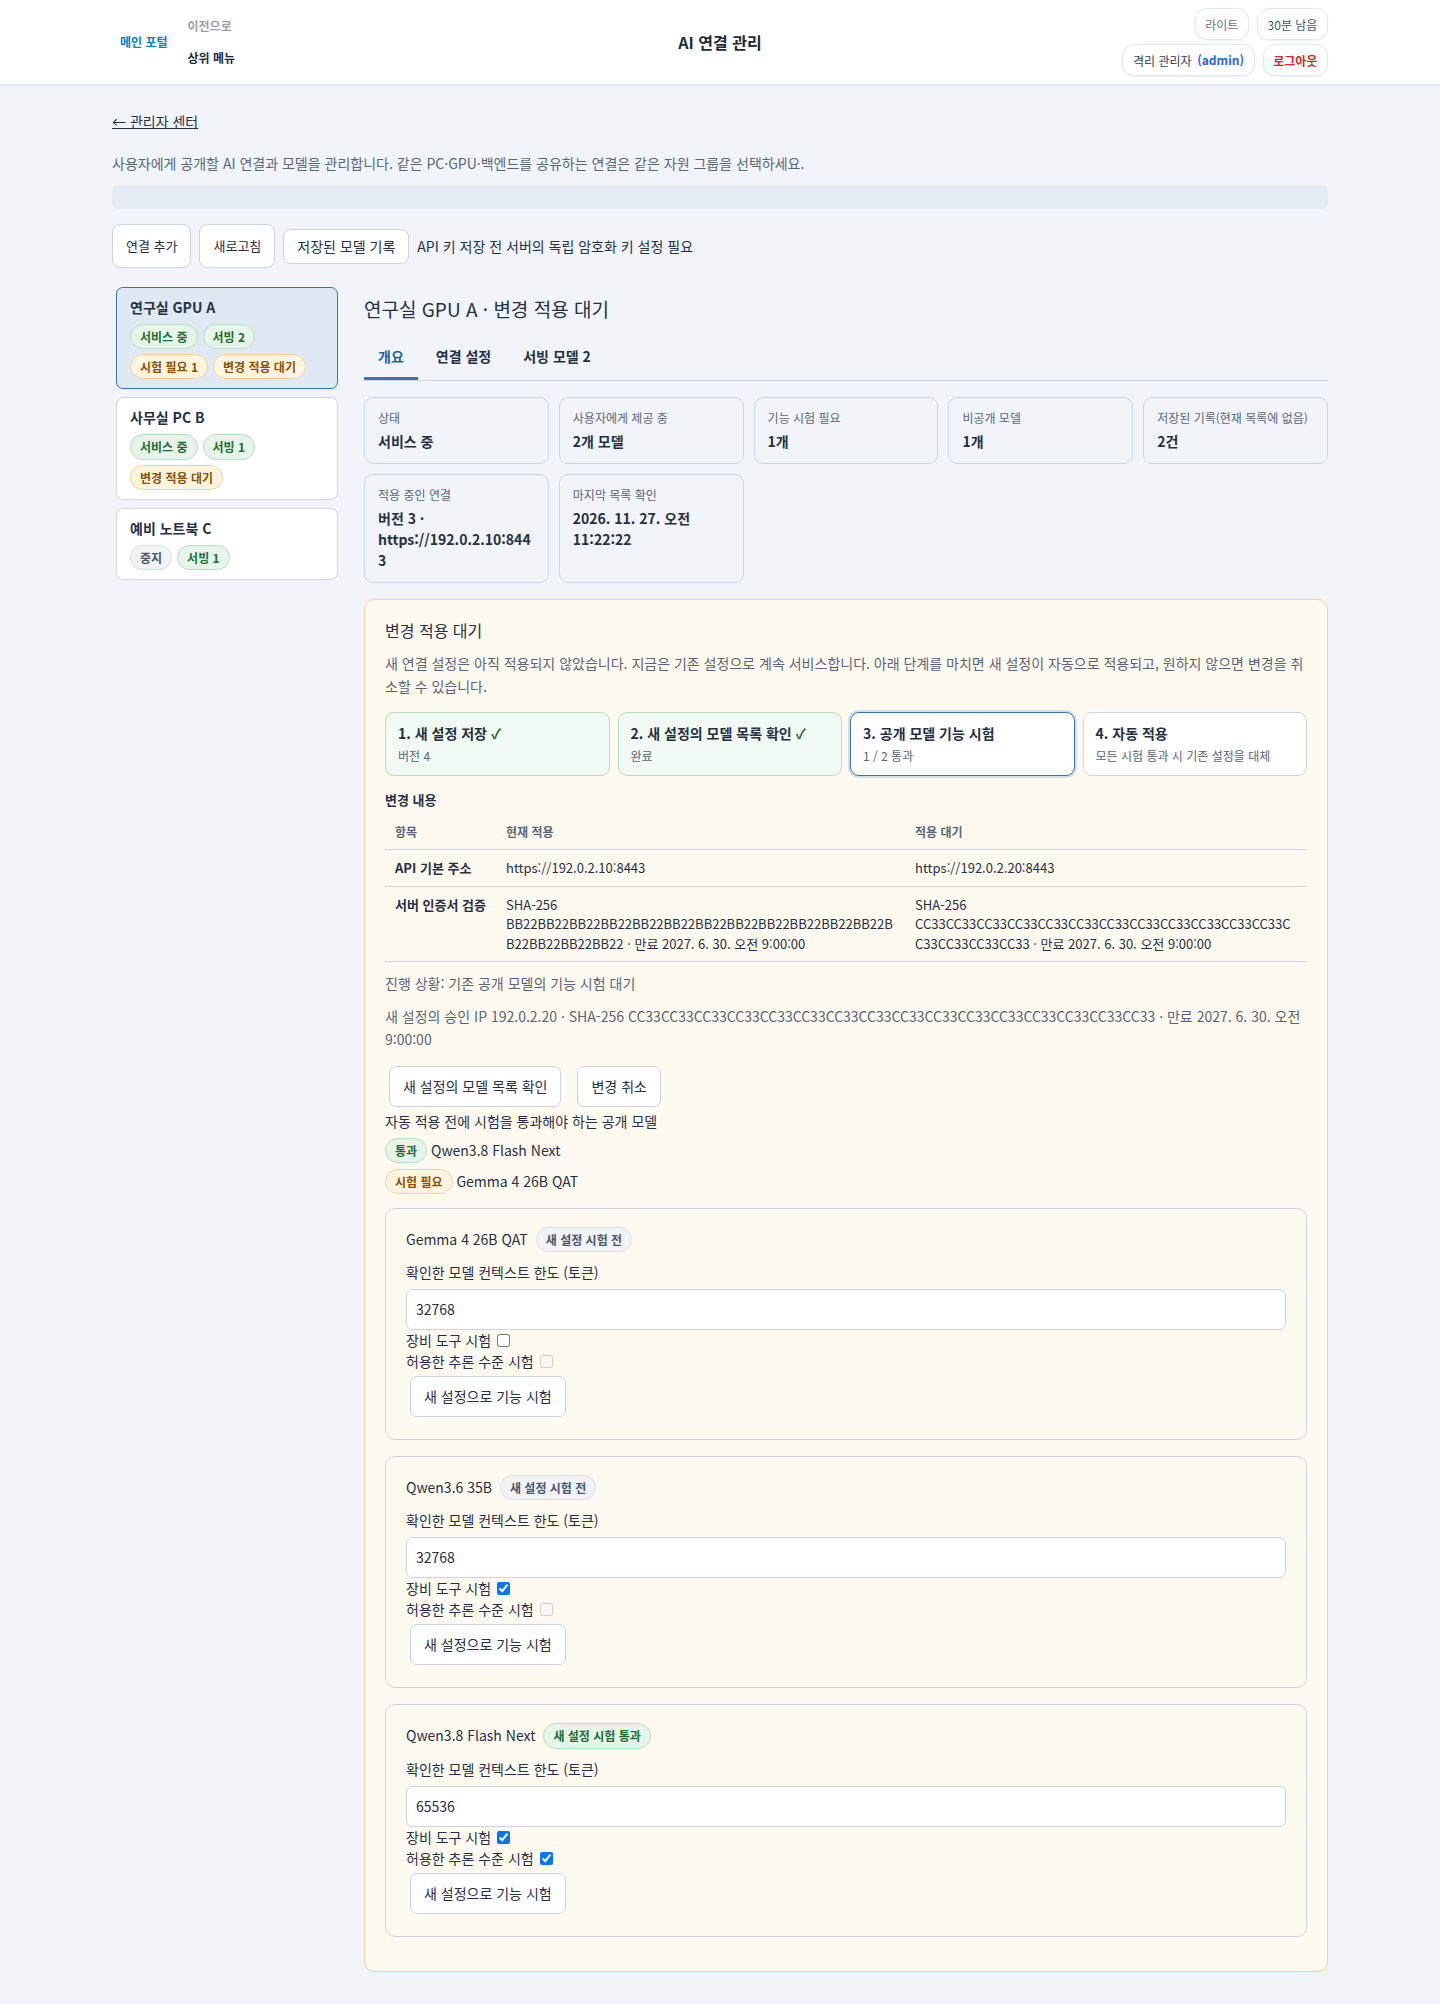 메인 포털
이전으로
상위 메뉴
AI 연결 관리
라이트
30분 남음
격리 관리자 (admin)
로그아웃
← 관리자 센터
사용자에게 공개할 AI 연결과 모델을 관리합니다. 같은 PC·GPU·백엔드를 공유하는 연결은 같은 자원 그룹을 선택하세요.
연결 추가
새로고침
저장된 모델 기록
API 키 저장 전 서버의 독립 암호화 키 설정 필요
연구실 GPU A
서비스 중
서빙 2
시험 필요 1
변경 적용 대기
사무실 PC B
서비스 중
서빙 1
변경 적용 대기
예비 노트북 C
중지
서빙 1
연구실 GPU A · 변경 적용 대기
개요
연결 설정
서빙 모델 2
상태
서비스 중
사용자에게 제공 중
2개 모델
기능 시험 필요
1개
비공개 모델
1개
저장된 기록(현재 목록에 없음)
2건
적용 중인 연결
버전 3 ·
https://192.0.2.10:844
3
마지막 목록 확인
2026. 11. 27. 오전
11:22:22
변경 적용 대기
새 연결 설정은 아직 적용되지 않았습니다. 지금은 기존 설정으로 계속 서비스합니다. 아래 단계를 마치면 새 설정이 자동으로 적용되고, 원하지 않으면 변경을 취
소할 수 있습니다.
1. 새 설정 저장 ✓
버전 4
2. 새 설정의 모델 목록 확인 ✓
완료
3. 공개 모델 기능 시험
1 / 2 통과
4. 자동 적용
모든 시험 통과 시 기존 설정을 대체
변경 내용
항목
현재 적용
적용 대기
API 기본 주소
https://192.0.2.10:8443
https://192.0.2.20:8443
서버 인증서 검증
SHA-256
BB22BB22BB22BB22BB22BB22BB22BB22BB22BB22BB22BB22B
B22BB22BB22BB22 · 만료 2027. 6. 30. 오전 9:00:00
SHA-256
CC33CC33CC33CC33CC33CC33CC33CC33CC33CC33CC33CC33C
C33CC33CC33CC33 · 만료 2027. 6. 30. 오전 9:00:00
진행 상황: 기존 공개 모델의 기능 시험 대기
새 설정의 승인 IP 192.0.2.20 · SHA-256 CC33CC33CC33CC33CC33CC33CC33CC33CC33CC33CC33CC33CC33CC33CC33CC33 · 만료 2027. 6. 30. 오전
9:00:00
새 설정의 모델 목록 확인
변경 취소
자동 적용 전에 시험을 통과해야 하는 공개 모델
통과 Qwen3.8 Flash Next
시험 필요 Gemma 4 26B QAT
Gemma 4 26B QAT 새 설정 시험 전
확인한 모델 컨텍스트 한도 (토큰)
32768
장비 도구 시험
허용한 추론 수준 시험
새 설정으로 기능 시험
Qwen3.6 35B 새 설정 시험 전
확인한 모델 컨텍스트 한도 (토큰)
32768
장비 도구 시험
허용한 추론 수준 시험
새 설정으로 기능 시험
Qwen3.8 Flash Next 새 설정 시험 통과
확인한 모델 컨텍스트 한도 (토큰)
65536
장비 도구 시험
허용한 추론 수준 시험
새 설정으로 기능 시험